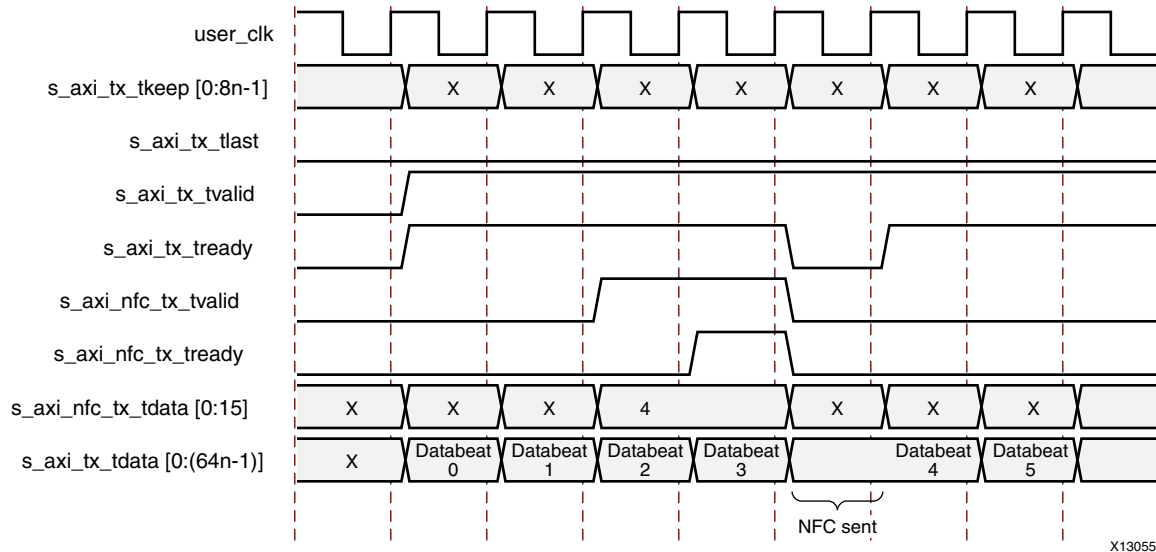 user_clk
s_axi_tx_tkeep [0:8n-1]
X X X X X X X
s_axi_tx_tlast
s_axi_tx_tvalid
s_axi_tx_tready
s_axi_nfc_tx_tvalid
s_axi_nfc_tx_tready
s_axi_nfc_tx_tdata [0:15]
X X X 4 X X X
s_axi_tx_tdata [0:(64n-1)]
X Databeat Databeat Databeat Databeat Databeat Databeat
0 1 2 3 4 5
NFC sent
X13055